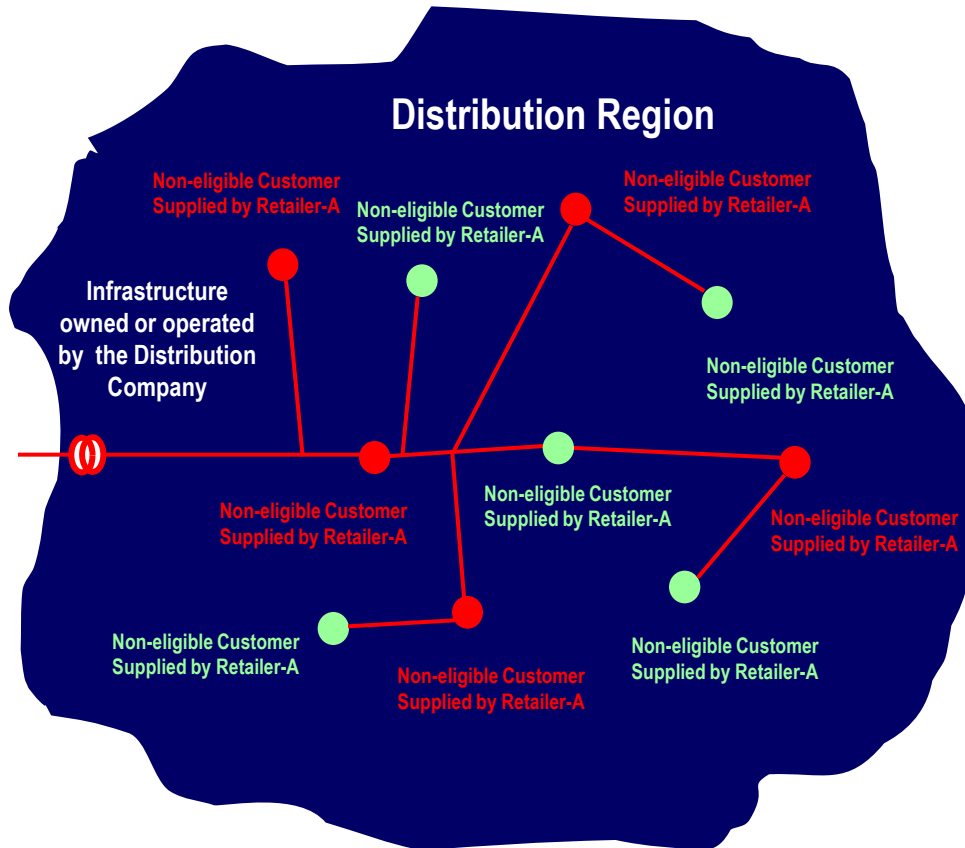 Distribution Region
Non-eligible Customer
Supplied by Retailer-A
Non-eligible Customer
Supplied by Retailer-A
Non-eligible Customer
Supplied by Retailer-A
Infrastructure
owned or operated
by the Distribution
Company
Non-eligible Customer
Supplied by Retailer-A
Non-eligible Customer
Supplied by Retailer-A
Non-eligible Customer
Supplied by Retailer-A
Non-eligible Customer
Supplied by Retailer-A
Non-eligible Customer
Supplied by Retailer-A
Non-eligible Customer
Supplied by Retailer-A
Non-eligible Customer
Supplied by Retailer-A